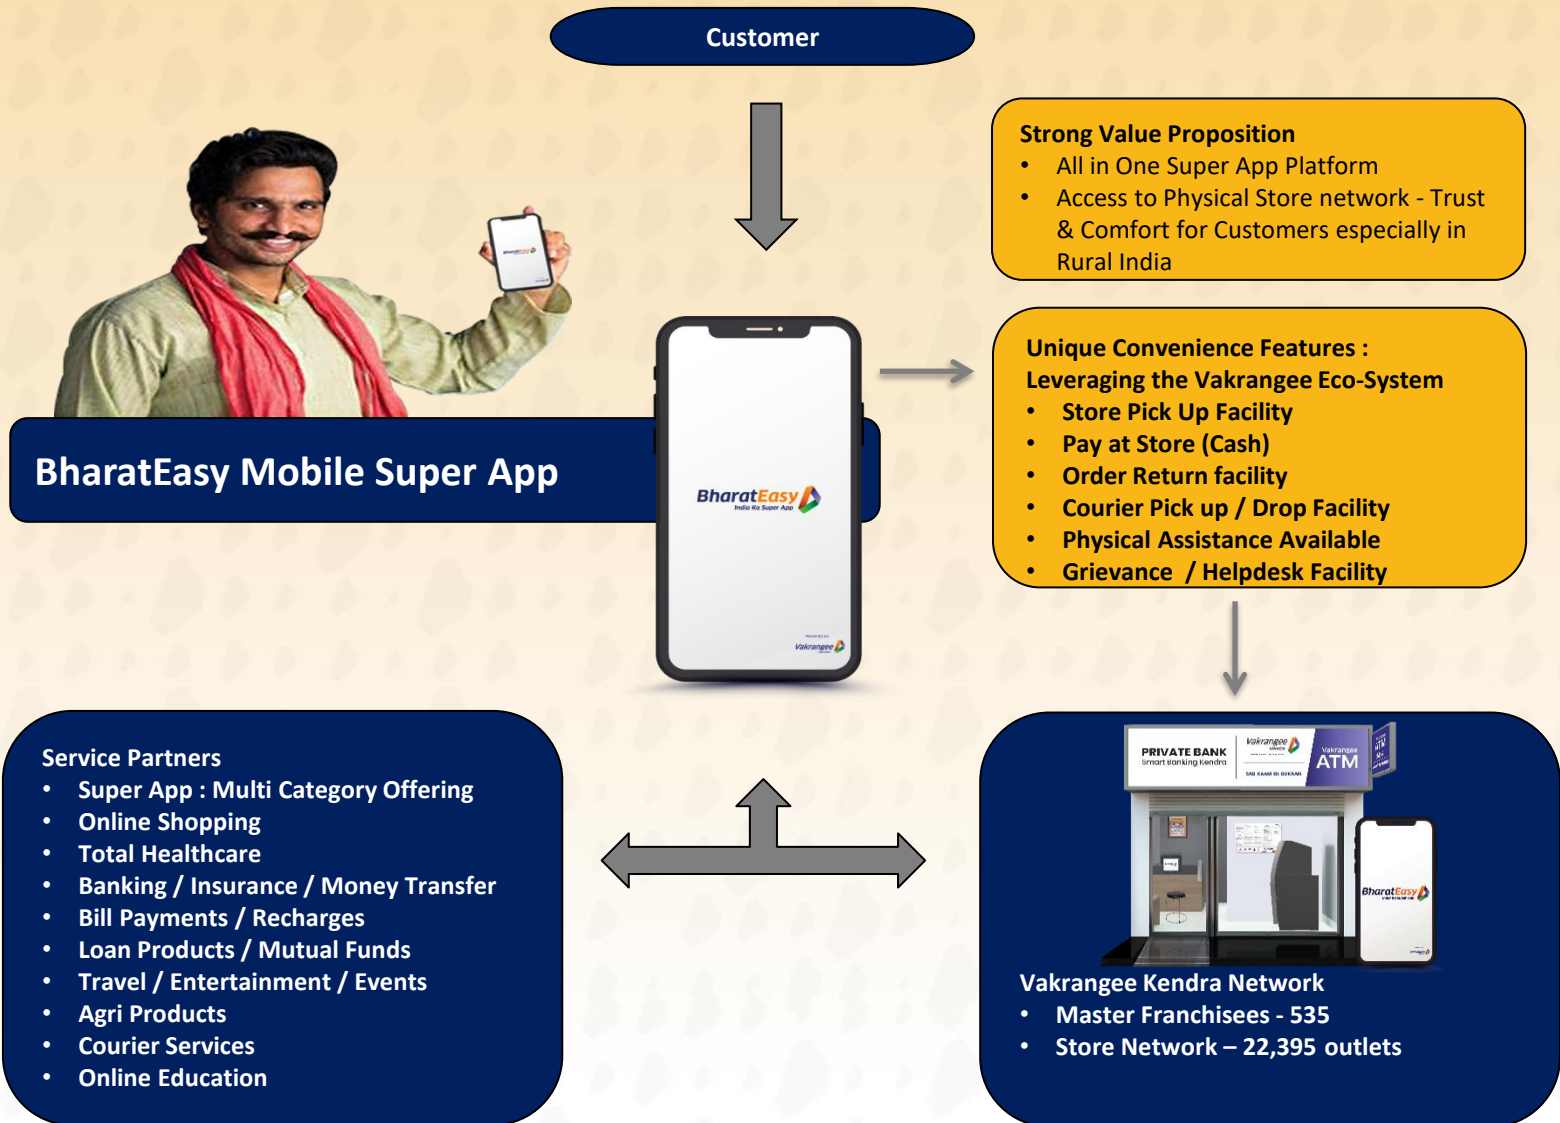 Customer
Strong Value Proposition
• All in One Super App Platform
• Access to Physical Store network - Trust
& Comfort for Customers especially in
Rural India
BharatEasy
Unique Convenience Features :
Leveraging the Vakrangee Eco-System
• Store Pick Up Facility
• Pay at Store (Cash)
• Order Return facility
• Courier Pick up / Drop Facility
• Physical Assistance Available
• Grievance / Helpdesk Facility
BharatEasy Mobile Super App
BharatEasy
India Ka Super App
Vakrangee
Service Partners
• Super App : Multi Category Offering
• Online Shopping
• Total Healthcare
• Banking / Insurance / Money Transfer
• Bill Payments / Recharges
• Loan Products / Mutual Funds
• Travel / Entertainment / Events
• Agri Products
• Courier Services
• Online Education
PRIVATE BANK
Smart Banking Kendra
Vakrangee
SAB KAAM EK DUKAAN
Vakrangee
ATM
BharatEasy
Vakrangee Kendra Network
• Master Franchisees - 535
• Store Network – 22,395 outlets